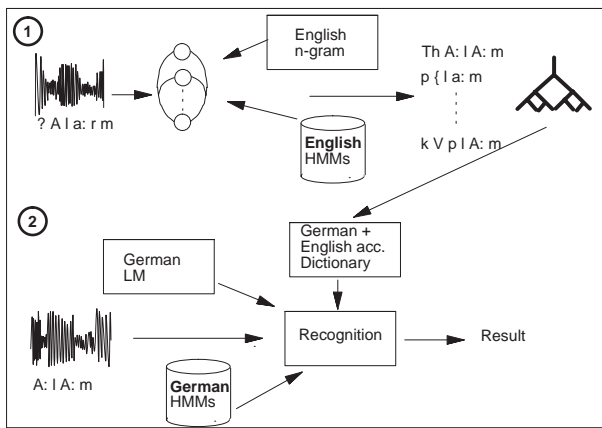 1
English
n-gram
Th A: l A: m
p { l a: m
? A l a: r m
English
HMMs
k V p l A: m
2
German +
English acc.
Dictionary
German
LM
Recognition
Result
A: l A: m
German
HMMs